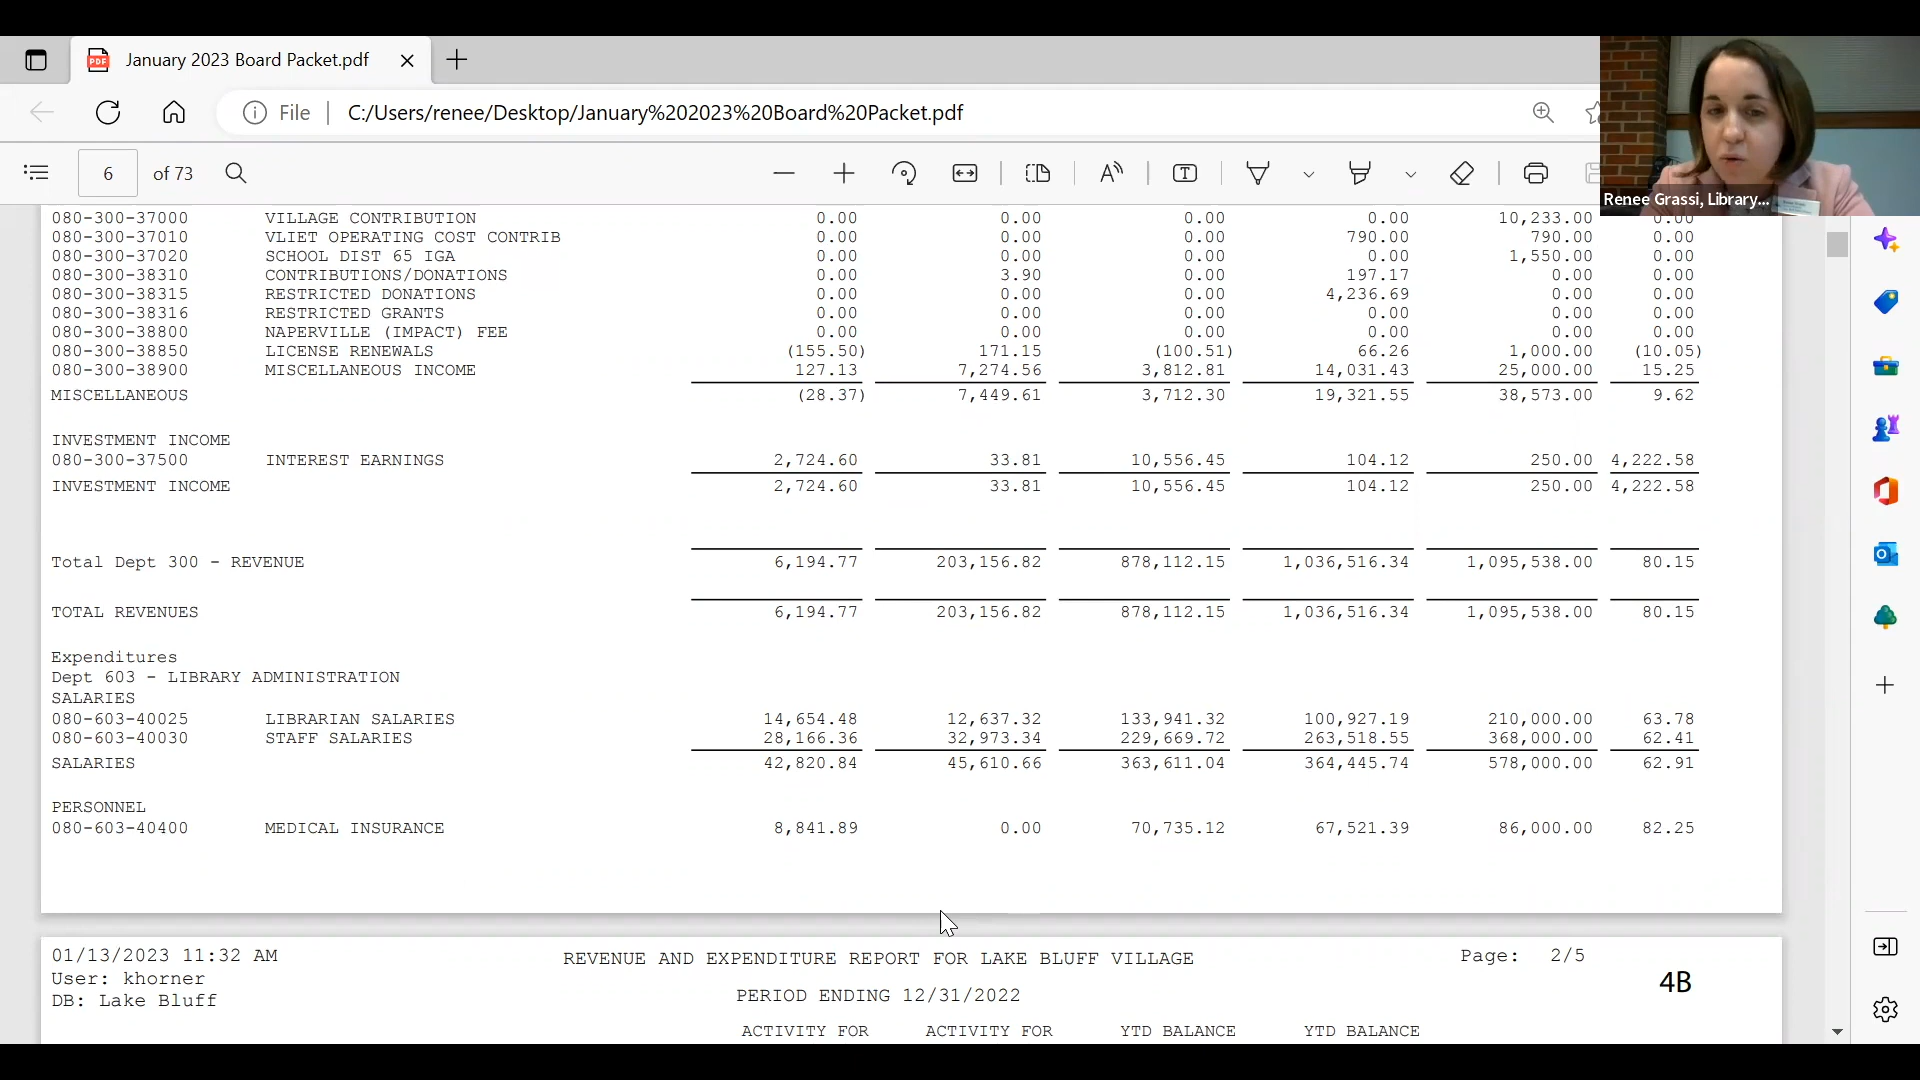 January 2023 Board Packet.pdf
File C:/Users/renee/Desktop/January%202023%20Board%20Packet.pdf
6 of 73
Renee Grassi, Library...
080-300-37000 VILLAGE CONTRIBUTION 0.00 0.00 0.00 0.00 10,233.00 0.00
080-300-37010 VLIET OPERATING COST CONTRIB 0.00 0.00 0.00 790.00 790.00 0.00
080-300-37020 SCHOOL DIST 65 IGA 0.00 0.00 0.00 0.00 1,550.00 0.00
080-300-38310 CONTRIBUTIONS/DONATIONS 0.00 3.90 0.00 197.17 0.00 0.00
080-300-38315 RESTRICTED DONATIONS 0.00 0.00 0.00 4,236.69 0.00 0.00
080-300-38316 RESTRICTED GRANTS 0.00 0.00 0.00 0.00 0.00 0.00
080-300-38800 NAPERVILLE (IMPACT) FEE 0.00 0.00 0.00 0.00 0.00 0.00
080-300-38850 LICENSE RENEWALS (155.50) 171.15 (100.51) 66.26 1,000.00 (10.05)
080-300-38900 MISCELLANEOUS INCOME 127.13 7,274.56 3,812.81 14,031.43 25,000.00 15.25
MISCELLANEOUS (28.37) 7,449.61 3,712.30 19,321.55 38,573.00 9.62
INVESTMENT INCOME
080-300-37500 INTEREST EARNINGS 2,724.60 33.81 10,556.45 104.12 250.00 4,222.58
INVESTMENT INCOME 2,724.60 33.81 10,556.45 104.12 250.00 4,222.58
Total Dept 300 - REVENUE 6,194.77 203,156.82 878,112.15 1,036,516.34 1,095,538.00 80.15
TOTAL REVENUES 6,194.77 203,156.82 878,112.15 1,036,516.34 1,095,538.00 80.15
Expenditures
Dept 603 - LIBRARY ADMINISTRATION
SALARIES
080-603-40025 LIBRARIAN SALARIES 14,654.48 12,637.32 133,941.32 100,927.19 210,000.00 63.78
080-603-40030 STAFF SALARIES 28,166.36 32,973.34 229,669.72 263,518.55 368,000.00 62.41
SALARIES 42,820.84 45,610.66 363,611.04 364,445.74 578,000.00 62.91
PERSONNEL
080-603-40400 MEDICAL INSURANCE 8,841.89 0.00 70,735.12 67,521.39 86,000.00 82.25
01/13/2023 11:32 AM REVENUE AND EXPENDITURE REPORT FOR LAKE BLUFF VILLAGE Page: 2/5
User: khorner
DB: Lake Bluff
4B
PERIOD ENDING 12/31/2022
ACTIVITY FOR ACTIVITY FOR YTD BALANCE YTD BALANCE